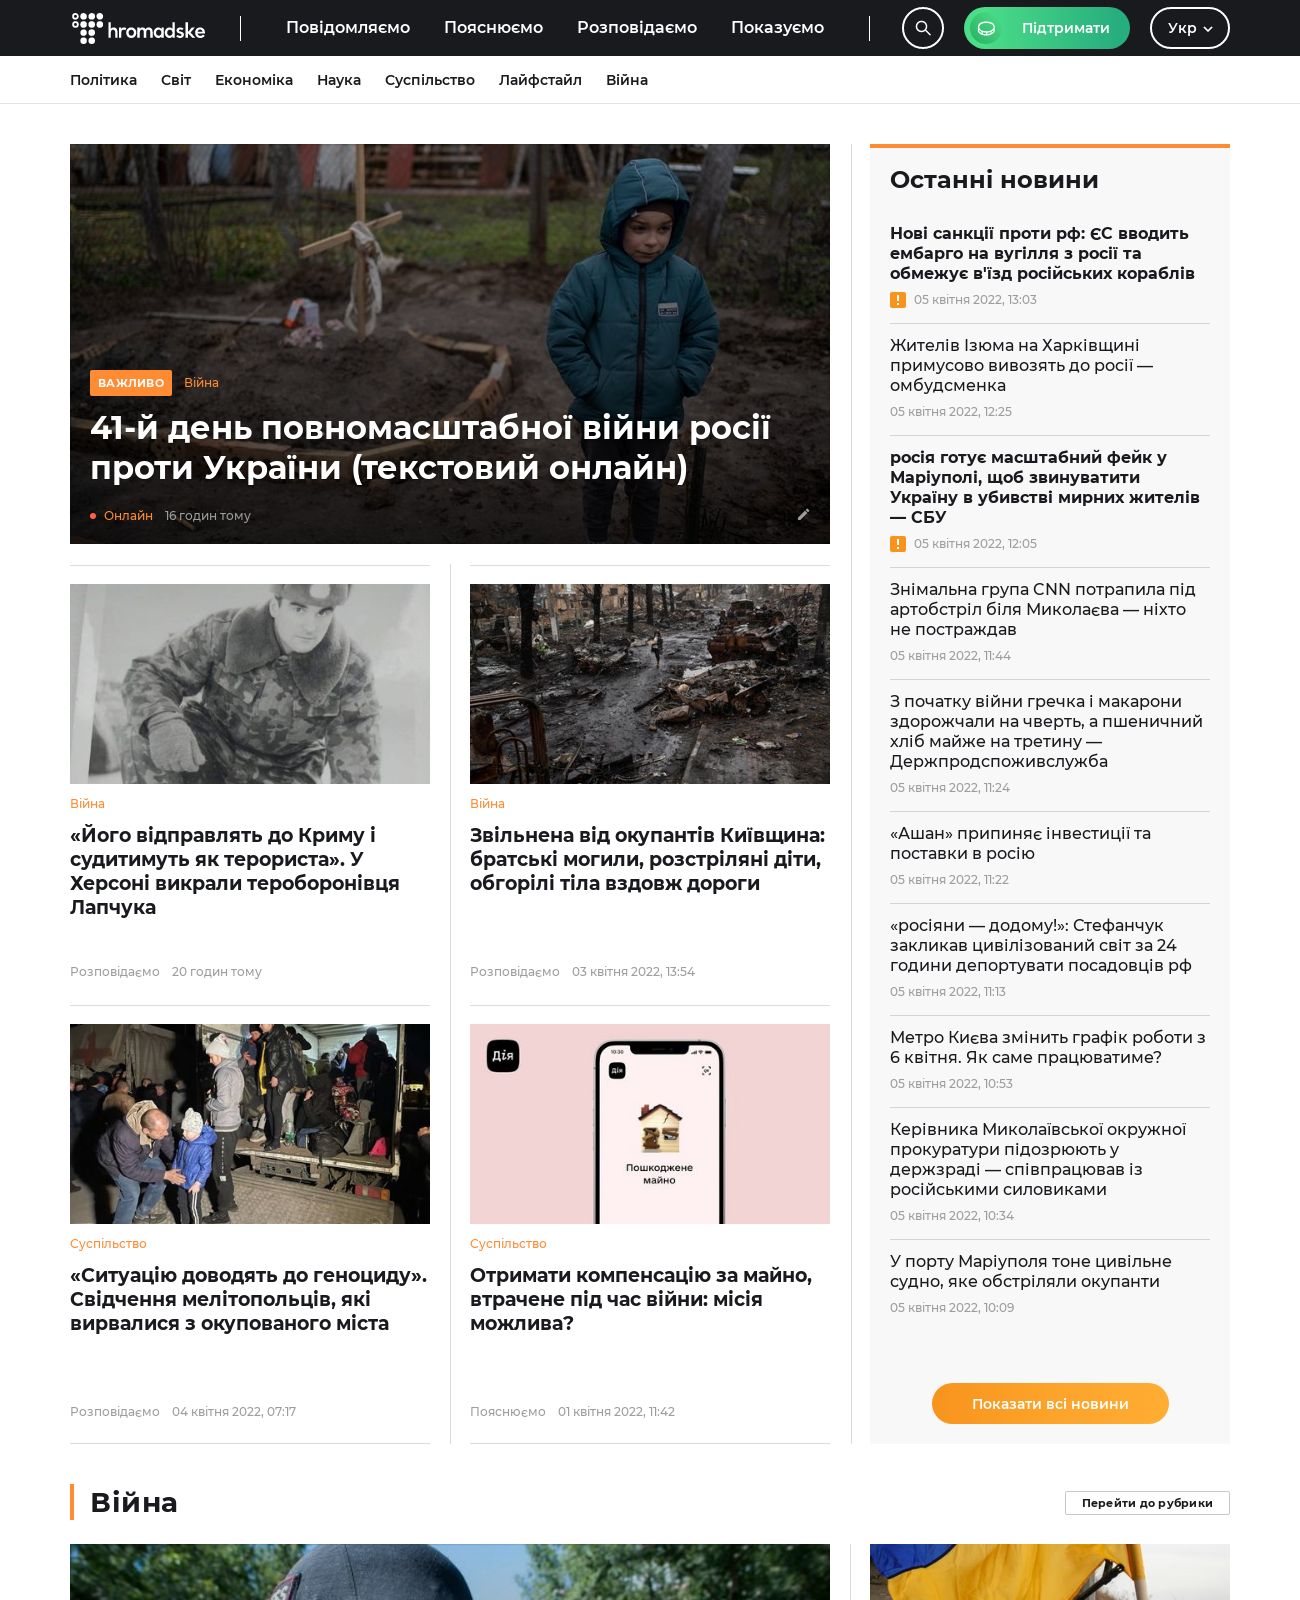 hromadske
Повідомляємо
Пояснюємо
Розповідаємо
Показуємо
Підтримати
Укр
Політика
Світ
Економіка
Наука
Суспільство
Лайфстайл
Війна
ВАЖЛИВО
Війна
41-й день повномасштабної війни росії
проти України (текстовий онлайн)
Онлайн
16 годин тому
Війна
«Його відправлять до Криму і
судитимуть як терориста». У
Херсоні викрали тероборонівця
Лапчука
Розповідаємо
20 годин тому
Війна
Звільнена від окупантів Київщина:
братські могили, розстріляні діти,
обгорілі тіла вздовж дороги
Розповідаємо
03 квітня 2022, 13:54
Суспільство
«Ситуацію доводять до геноциду».
Свідчення мелітопольців, які
вирвалися з окупованого міста
Розповідаємо
04 квітня 2022, 07:17
Дія
10:30
Дія
Пошкоджене
майно
Суспільство
Отримати компенсацію за майно,
втрачене під час війни: місія
можлива?
Пояснюємо
01 квітня 2022, 11:42
Останні новини
Нові санкції проти рф: ЄС вводить
ембарго на вугілля з росії та
обмежує в'їзд російських кораблів
05 квітня 2022, 13:03
Жителів Ізюма на Харківщині
примусово вивозять до росії —
омбудсменка
05 квітня 2022, 12:25
росія готує масштабний фейк у
Маріуполі, щоб звинуватити
Україну в убивстві мирних жителів
— СБУ
05 квітня 2022, 12:05
Знімальна група CNN потрапила під
артобстріл біля Миколаєва — ніхто
не постраждав
05 квітня 2022, 11:44
З початку війни гречка і макарони
здорожчали на чверть, а пшеничний
хліб майже на третину —
Держпродспоживслужба
05 квітня 2022, 11:24
«Ашан» припиняє інвестиції та
поставки в росію
05 квітня 2022, 11:22
«росіяни — додому!»: Стефанчук
закликав цивілізований світ за 24
години депортувати посадовців рф
05 квітня 2022, 11:13
Метро Києва змінить графік роботи з
6 квітня. Як саме працюватиме?
05 квітня 2022, 10:53
Керівника Миколаївської окружної
прокуратури підозрюють у
держзраді — співпрацював із
російськими силовиками
05 квітня 2022, 10:34
У порту Маріуполя тоне цивільне
судно, яке обстріляли окупанти
05 квітня 2022, 10:09
Показати всі новини
Війна
Перейти до рубрики